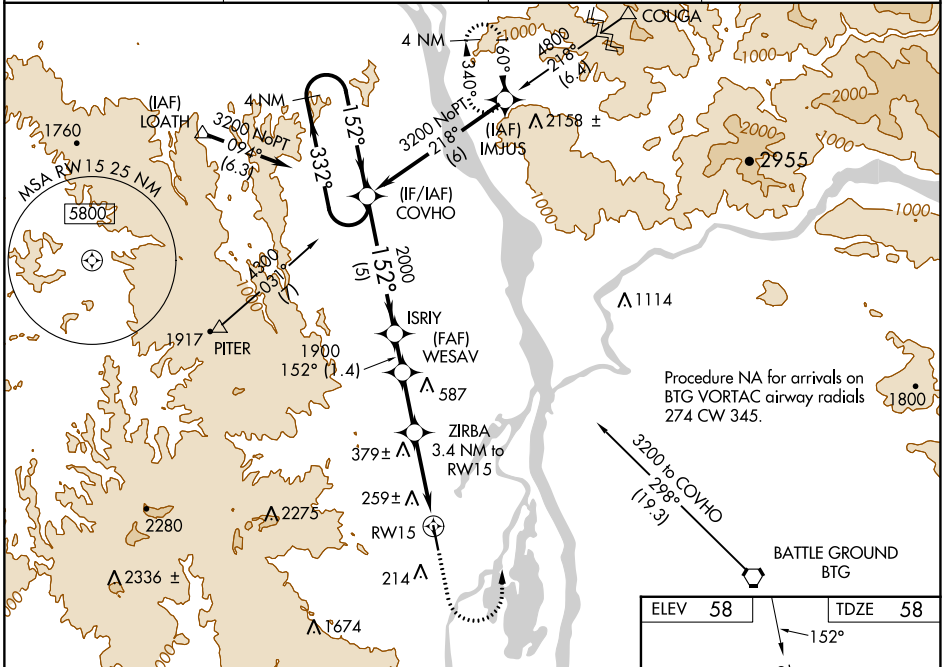 COUGA
4 NM
1000
4800
218°
(6.4)
1000
1000
160°
340°
2000
(IAF)
LOATH
3200 NoPT
094°
(6.3)
1760
4 NM
152°
332°
3200 NoPT
218°
(6)
(IAF)
IMJUS
2158 ±
2000
2955
1000
1000
MSA RW15 25 NM
5800
(IF/IAF)
COVHO
4300
031°
(7)
2000
152°
(5)
1114
1917
PITER
ISRIY
(FAF)
WESAV
1900
152° (1.4)
587
Procedure NA for arrivals on
BTG VORTAC airway radials
274 CW 345.
1800
ZIRBA
3.4 NM to
RW15
379±
3200 to COVHO
298°
(19.3)
259±
RW15
2280
2275
214
2336 ±
1000
1674
BATTLE GROUND
BTG
ELEV 58
TDZE 58
152°